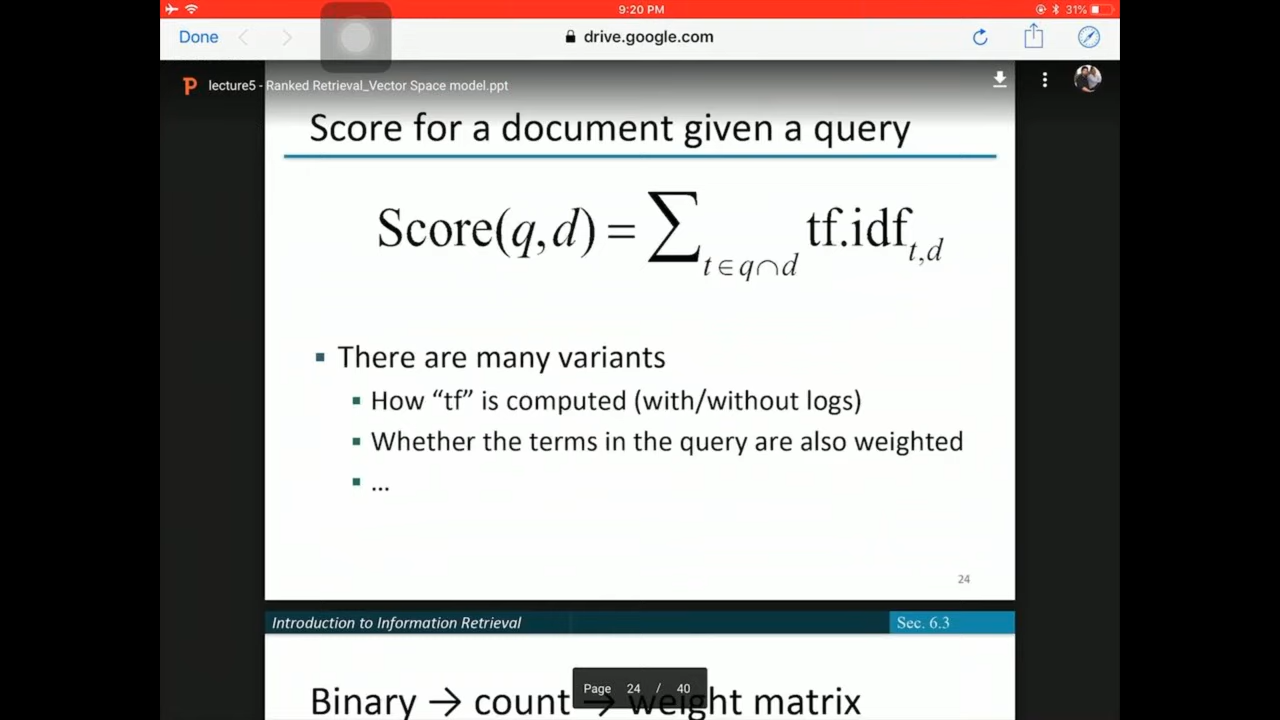 9:20 PM
31%
Done
drive.google.com
lecture5 - Ranked Retrieval_Vector Space model.ppt
Score for a document given a query
Score(q,d) = ∑ t∈q∩d tf.idf t,d
There are many variants
How “tf” is computed (with/without logs)
Whether the terms in the query are also weighted
...
24
Introduction to Information Retrieval
Sec. 6.3
Binary → count → weight matrix
Page 24 / 40